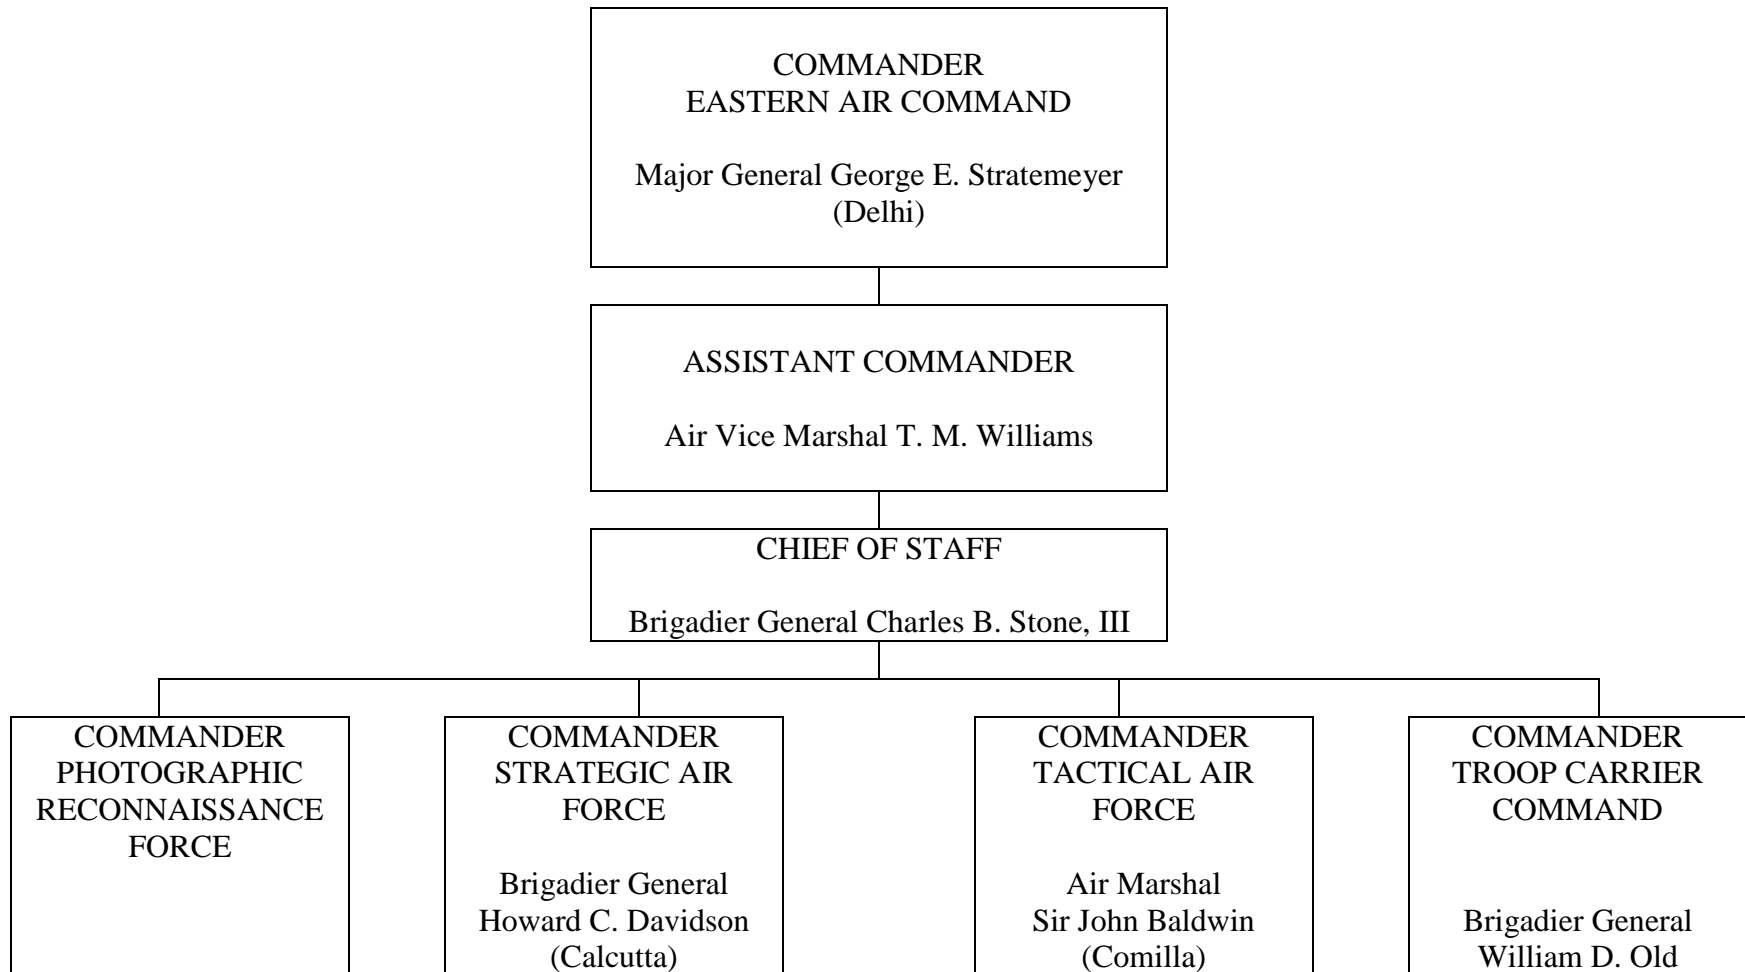 COMMANDER
EASTERN AIR COMMAND
Major General George E. Stratemeyer
(Delhi)
ASSISTANT COMMANDER
Air Vice Marshal T. M. Williams
CHIEF OF STAFF
Brigadier General Charles B. Stone, III
COMMANDER
PHOTOGRAPHIC
RECONNAISSANCE
FORCE
COMMANDER
STRATEGIC AIR
FORCE
Brigadier General
Howard C. Davidson
(Calcutta)
COMMANDER
TACTICAL AIR
FORCE
Air Marshal
Sir John Baldwin
(Comilla)
COMMANDER
TROOP CARRIER
COMMAND
Brigadier General
William D. Old